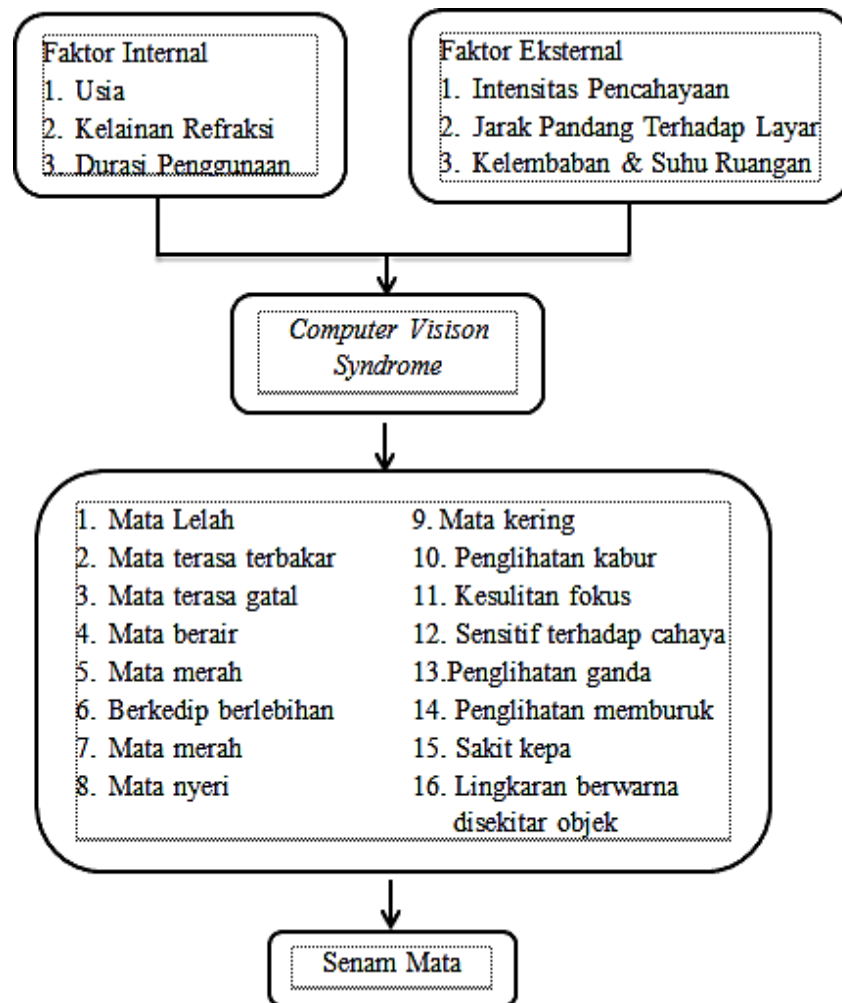 Faktor Internal
1. Usia
2. Kelainan Refraksi
3. Durasi Penggunaan
Faktor Eksternal
1. Intensitas Pencahayaan
2. Jarak Pandang Terhadap Layar
3. Kelembaban & Suhu Ruangan
Computer Visison
Syndrome
1. Mata Lelah
2. Mata terasa terbakar
3. Mata terasa gatal
4. Mata berair
5. Mata merah
6. Berkedip berlebihan
7. Mata merah
8. Mata nyeri
9. Mata kering
10. Penglihatan kabur
11. Kesulitan fokus
12. Sensitif terhadap cahaya
13.Penglihatan ganda
14. Penglihatan memburuk
15. Sakit kepa
16. Lingkaran berwarna
disekitar objek
Senam Mata